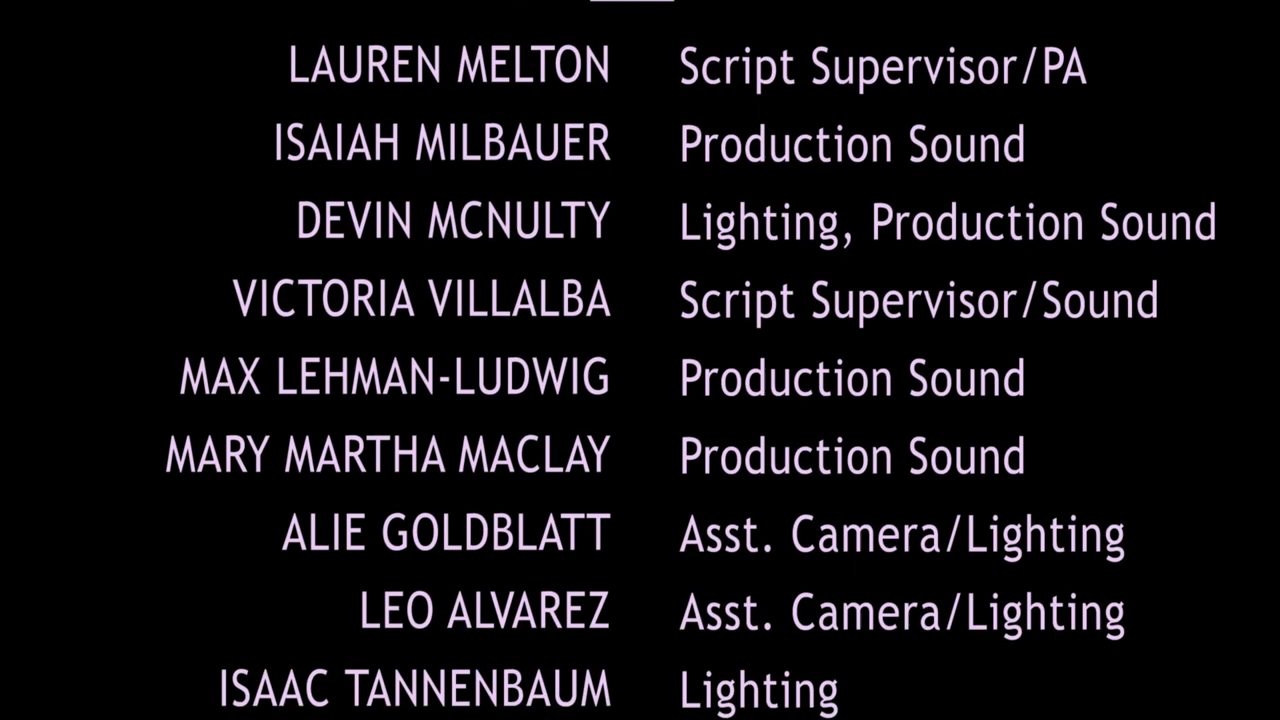 LAUREN MELTON Script Supervisor/PA
ISAIAH MILBAUER Production Sound
DEVIN MCNULTY Lighting, Production Sound
VICTORIA VILLALBA Script Supervisor/Sound
MAX LEHMAN-LUDWIG Production Sound
MARY MARTHA MACLAY Production Sound
ALIE GOLDBLATT Asst. Camera/Lighting
LEO ALVAREZ Asst. Camera/Lighting
ISAAC TANNENBAUM Lighting